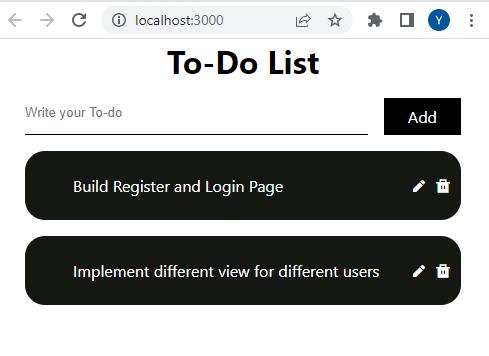 localhost:3000
Y
To-Do List
Write your To-do
Add
Build Register and Login Page
Implement different view for different users